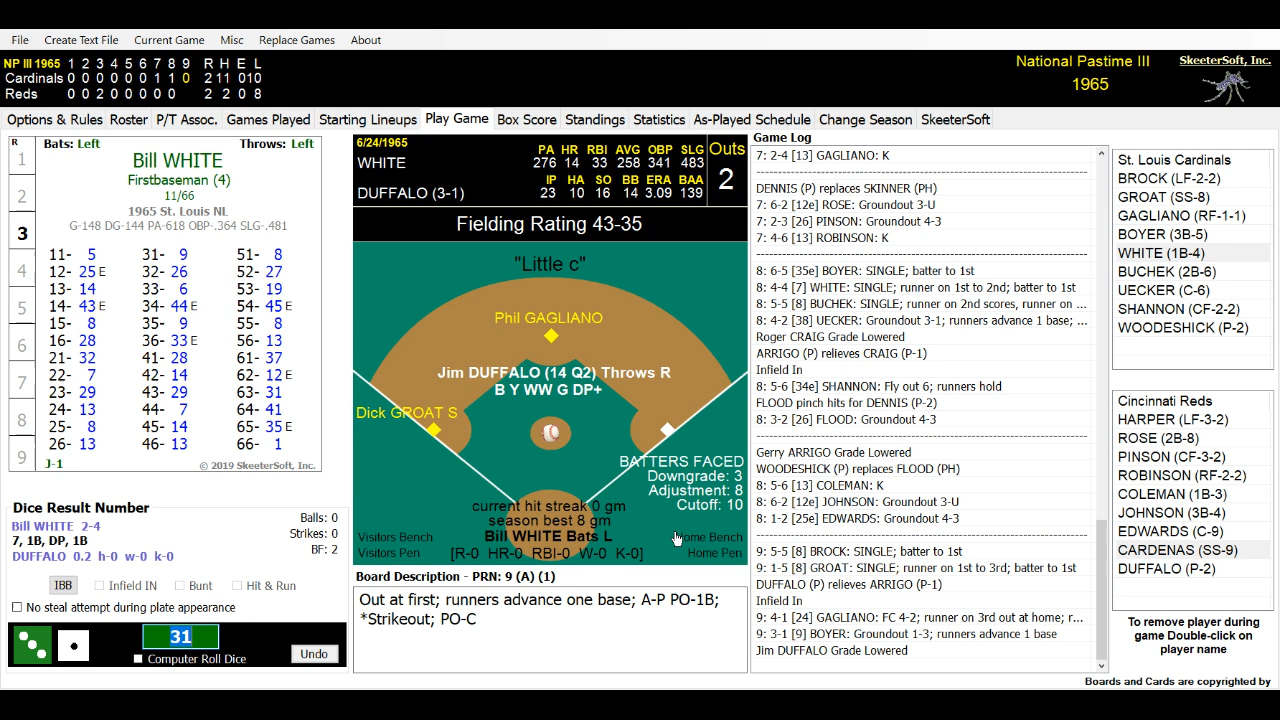 File Create Text File Current Game Misc Replace Games About
NP III 1965 1 2 3 4 5 6 7 8 9 R H E L
Cardinals 0 0 0 0 0 0 1 1 0 2 11 0 10
Reds 0 0 2 0 0 0 0 0 2 2 0 8
National Pastime III
1965
SkeeterSoft, Inc.
Options & Rules Roster P/T Assoc. Games Played Starting Lineups Play Game Box Score Standings Statistics As-Played Schedule Change Season SkeeterSoft
R
1
2
3
4
5
6
7
8
9
Bats: Left Throws: Left
Bill WHITE
Firstbaseman (4)
11/66
1965 St. Louis NL
G-148 DG-144 PA-618 OBP-.364 SLG-.481
11- 5 31- 9 51- 8
12- 25 E 32- 26 52- 27
13- 14 33- 6 53- 19
14- 43 E 34- 44 E 54- 45 E
15- 8 35- 9 55- 8
16- 28 36- 33 E 56- 13
21- 32 41- 28 61- 37
22- 7 42- 14 62- 12 E
23- 29 43- 29 63- 31
24- 13 44- 7 64- 41
25- 8 45- 14 65- 35 E
26- 13 46- 13 66- 1
J-1 © 2019 SkeeterSoft, Inc.
Dice Result Number
Bill WHITE 2-4
7, 1B, DP, 1B
DUFFALO 0.2 h-0 w-0 k-0
Balls: 0
Strikes: 0
BF: 2
IBB Infield IN Bunt Hit & Run
No steal attempt during plate appearance
31
Computer Roll Dice
Undo
6/24/1965 PA HR RBI AVG OBP SLG
WHITE 276 14 33 258 341 483
IP HA SO BB ERA BAA
DUFFALO (3-1) 23 10 16 14 3.09 139
Outs
2
Fielding Rating 43-35
"Little c"
Phil GAGLIANO
Jim DUFFALO (14 Q2) Throws R
B Y WW G DP+
Dick GROAT S
BATTERS FACED
Downgrade: 3
Adjustment: 8
Cutoff: 10
current hit streak 0 gm
season best 8 gm
Visitors Bench Bill WHITE Bats L Home Bench
Visitors Pen [R-0 HR-0 RBI-0 W-0 K-0] Home Pen
Board Description - PRN: 9 (A) (1)
Out at first; runners advance one base; A-P PO-1B;
*Strikeout; PO-C
Game Log
7: 2-4 [13] GAGLIANO: K
DENNIS (P) replaces SKINNER (PH)
7: 6-2 [12e] ROSE: Groundout 3-U
7: 2-3 [26] PINSON: Groundout 4-3
7: 4-6 [13] ROBINSON: K
8: 6-5 [35e] BOYER: SINGLE; batter to 1st
8: 4-4 [7] WHITE: SINGLE; runner on 1st to 2nd; batter to 1st
8: 5-5 [8] BUCHEK: SINGLE; runner on 2nd scores, runner on ...
8: 4-2 [38] UECKER: Groundout 3-1; runners advance 1 base; ...
Roger CRAIG Grade Lowered
ARRIGO (P) relieves CRAIG (P-1)
Infield In
8: 5-6 [34e] SHANNON: Fly out 6; runners hold
FLOOD pinch hits for DENNIS (P-2)
8: 3-2 [26] FLOOD: Groundout 4-3
Gerry ARRIGO Grade Lowered
WOODESHICK (P) replaces FLOOD (PH)
8: 5-6 [13] COLEMAN: K
8: 6-2 [12e] JOHNSON: Groundout 3-U
8: 1-2 [25e] EDWARDS: Groundout 4-3
9: 5-5 [8] BROCK: SINGLE; batter to 1st
9: 1-5 [8] GROAT: SINGLE; runner on 1st to 3rd; batter to 1st
DUFFALO (P) relieves ARRIGO (P-1)
Infield In
9: 4-1 [24] GAGLIANO: FC 4-2; runner on 3rd out at home; r...
9: 3-1 [9] BOYER: Groundout 1-3; runners advance 1 base
Jim DUFFALO Grade Lowered
St. Louis Cardinals
BROCK (LF-2-2)
GROAT (SS-8)
GAGLIANO (RF-1-1)
BOYER (3B-5)
WHITE (1B-4)
BUCHEK (2B-6)
UECKER (C-6)
SHANNON (CF-2-2)
WOODESHICK (P-2)
Cincinnati Reds
HARPER (LF-3-2)
ROSE (2B-8)
PINSON (CF-3-2)
ROBINSON (RF-2-2)
COLEMAN (1B-3)
JOHNSON (3B-4)
EDWARDS (C-9)
CARDENAS (SS-9)
DUFFALO (P-2)
To remove player during
game Double-click on
player name
Boards and Cards are copyrighted by